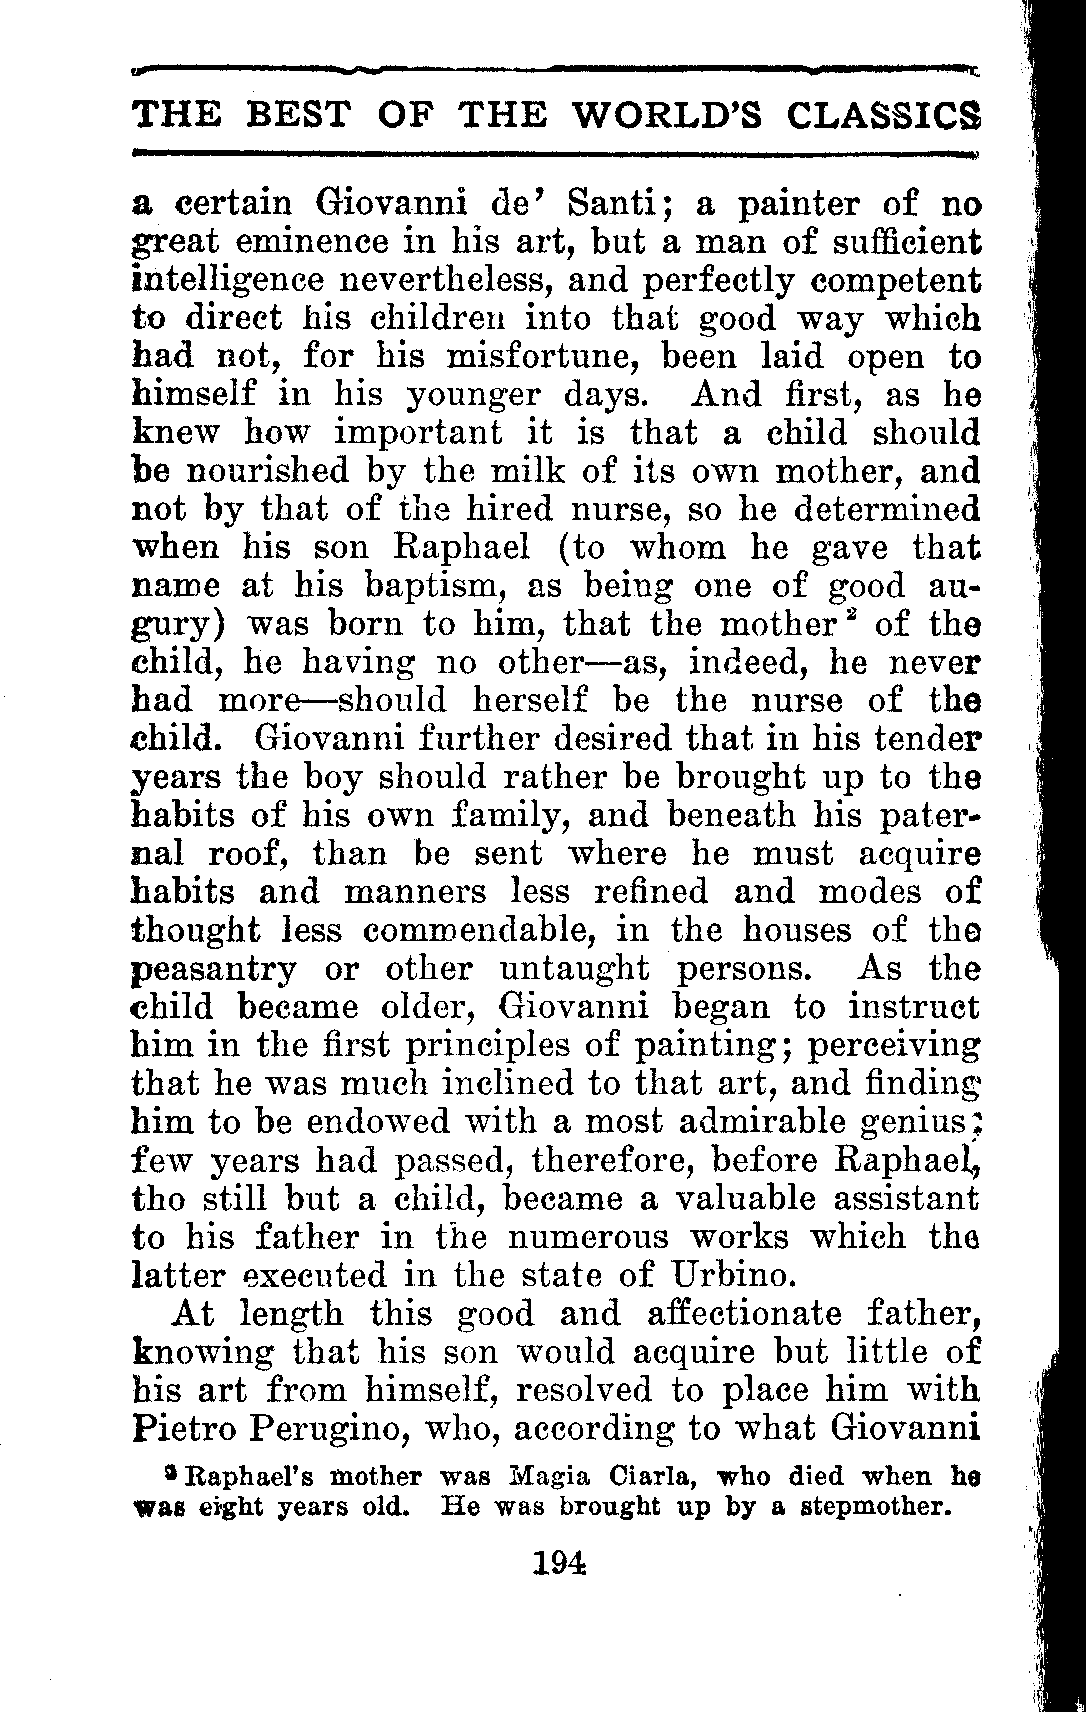 THE BEST OF THE WORLD'S CLASSICS
a certain Giovanni de' Santi; a painter of no
great eminence in his art, but a man of sufficient
intelligence nevertheless, and perfectly competent
to direct his children into that good way which
had not, for his misfortune, been laid open to
himself in his younger days. And first, as he
knew how important it is that a child should
be nourished by the milk of its own mother, and
not by that of the hired nurse, so he determined
when his son Raphael (to whom he gave that
name at his baptism, as being one of good au-
gury) was born to him, that the mother² of the
child, he having no other—as, indeed, he never
had more—should herself be the nurse of the
child. Giovanni further desired that in his tender
years the boy should rather be brought up to the
habits of his own family, and beneath his pater-
nal roof, than be sent where he must acquire
habits and manners less refined and modes of
thought less commendable, in the houses of the
peasantry or other untaught persons. As the
child became older, Giovanni began to instruct
him in the first principles of painting; perceiving
that he was much inclined to that art, and finding
him to be endowed with a most admirable genius;
few years had passed, therefore, before Raphael,
tho still but a child, became a valuable assistant
to his father in the numerous works which the
latter executed in the state of Urbino.
At length this good and affectionate father,
knowing that his son would acquire but little of
his art from himself, resolved to place him with
Pietro Perugino, who, according to what Giovanni
² Raphael's mother was Magia Ciarla, who died when he
was eight years old. He was brought up by a stepmother.
194